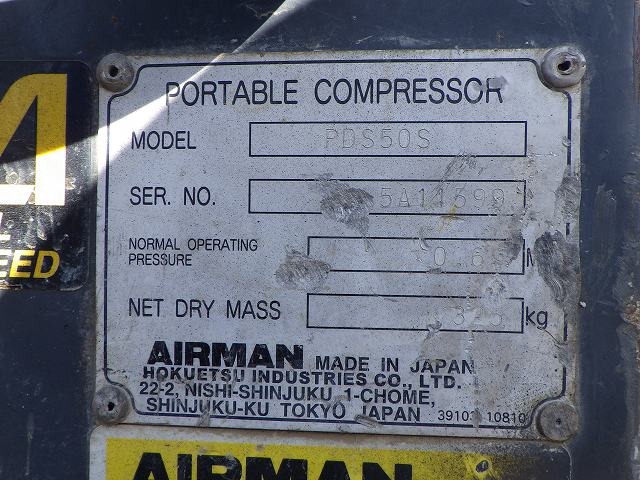 PORTABLE COMPRESSOR
MODEL PDS50S
SER. NO.
NORMAL OPERATING
PRESSURE
NET DRY MASS kg
AIRMAN MADE IN JAPAN
HOKUETSU INDUSTRIES CO., LTD.
22-2, NISHI-SHINJUKU, 1-CHOME,
SHINJUKU-KU TOKYO JAPAN
AIRMAN